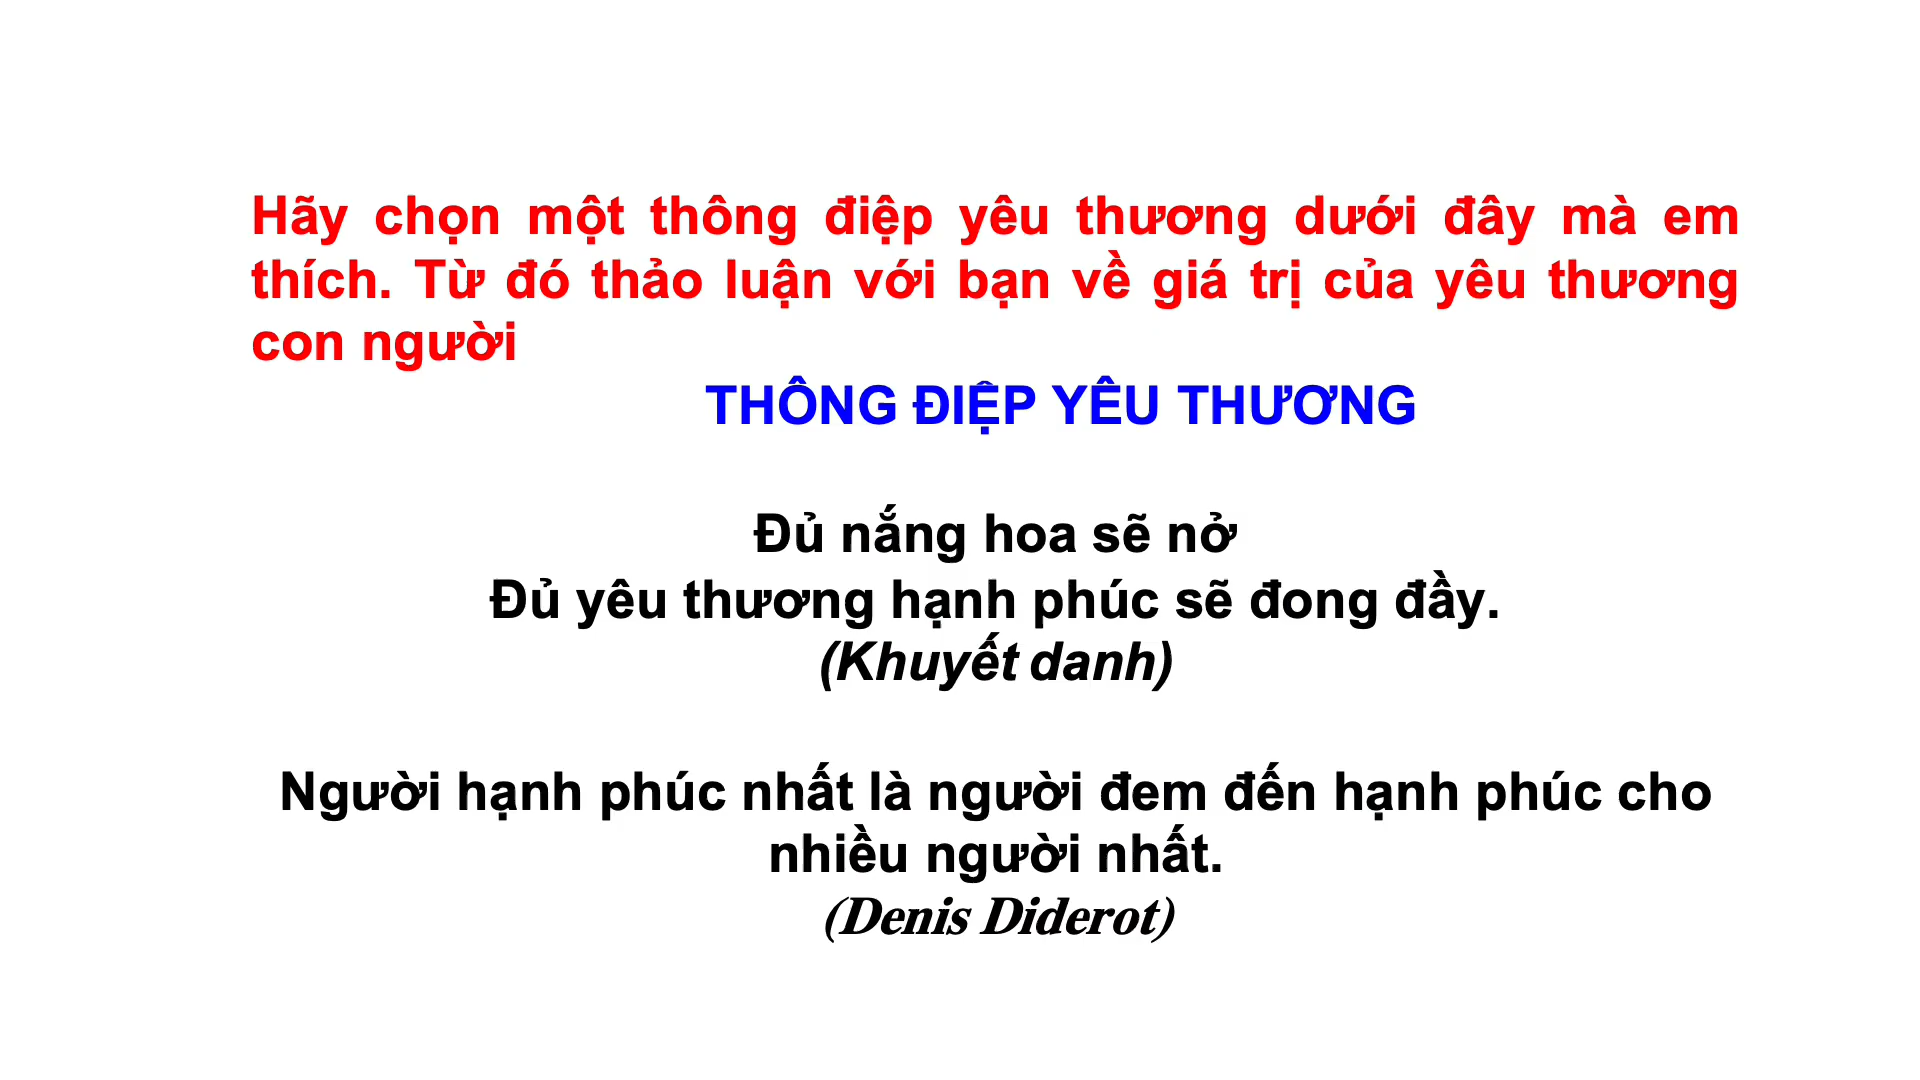 Hãy chọn một thông điệp yêu thương dưới đây mà em
thích. Từ đó thảo luận với bạn về giá trị của yêu thương
con người
THÔNG ĐIỆP YÊU THƯƠNG
Đủ nắng hoa sẽ nở
Đủ yêu thương hạnh phúc sẽ đong đầy.
(Khuyết danh)
Người hạnh phúc nhất là người đem đến hạnh phúc cho
nhiều người nhất.
(Denis Diderot)